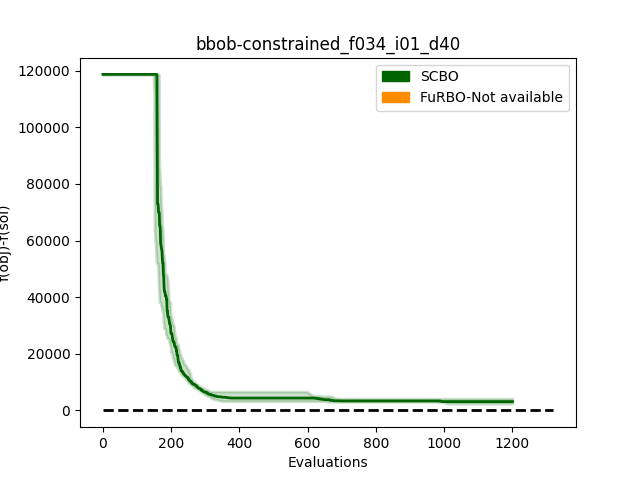 bbob-constrained_f034_i01_d40
120000
100000
80000
60000
40000
20000
0
f(obj)-f(sol)
SCBO
FuRBO-Not available
0 200 400 600 800 1000 1200
Evaluations